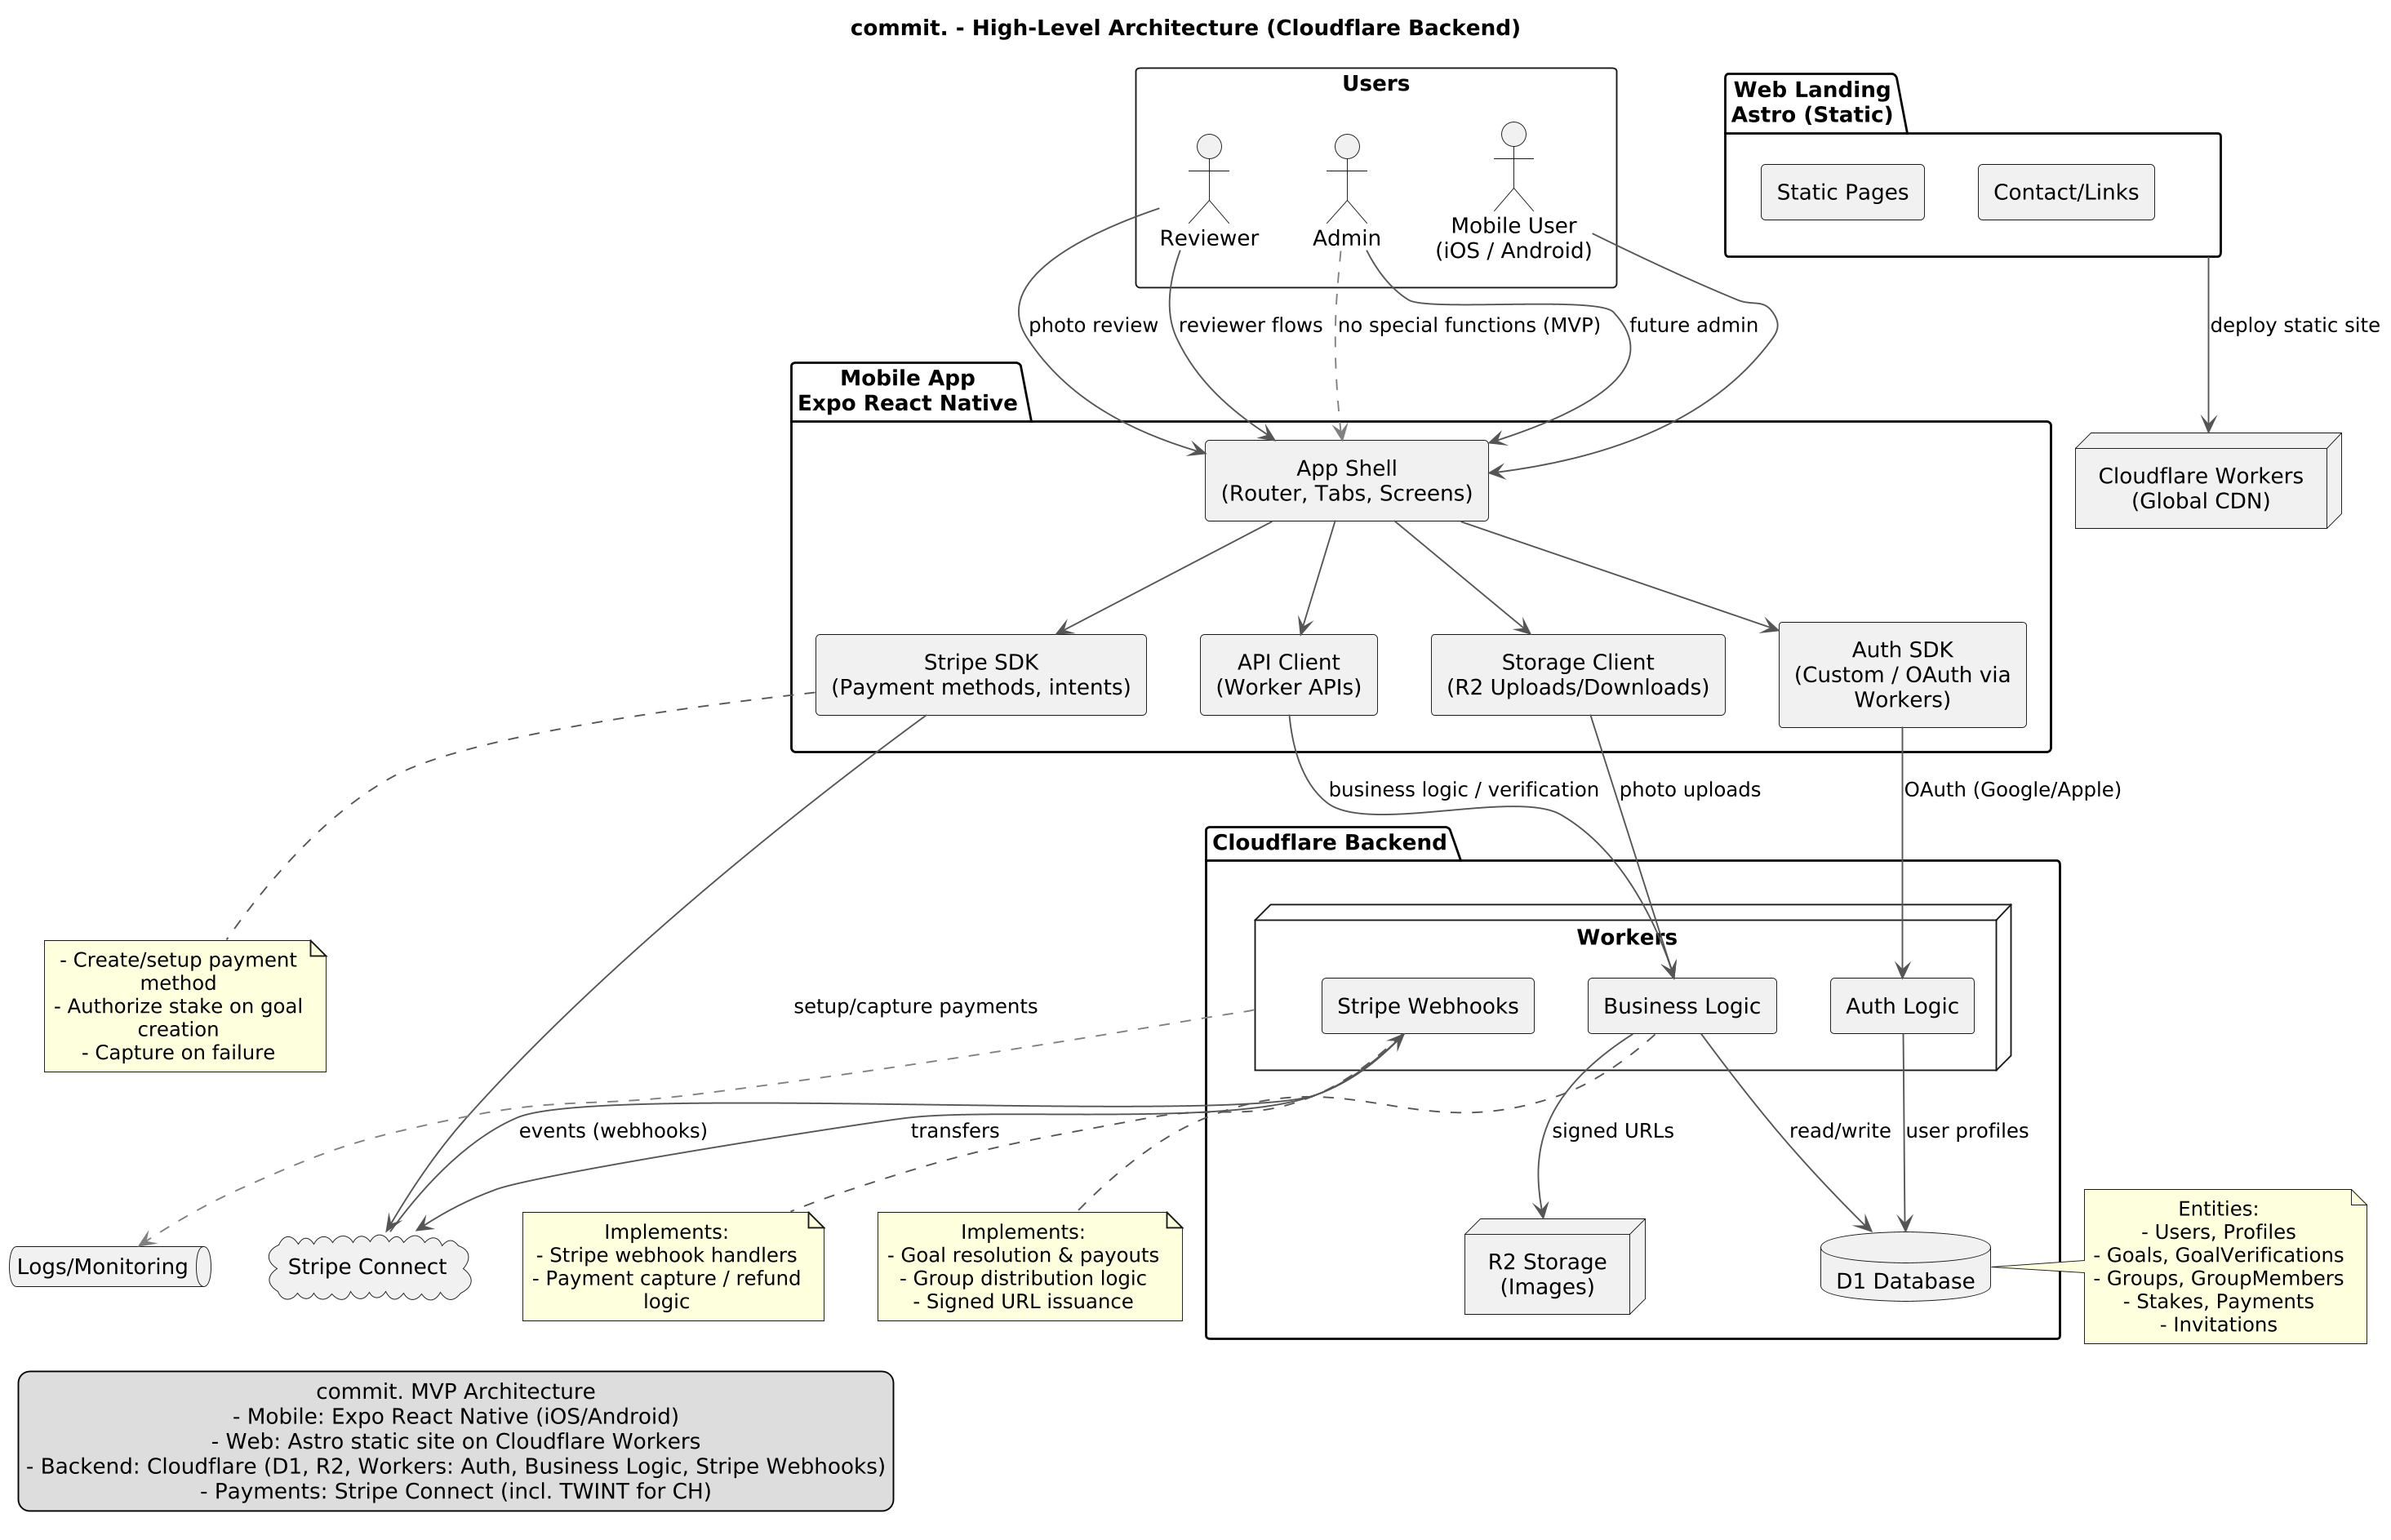 commit. - High-Level Architecture (Cloudflare Backend)
Users
Web Landing
Astro (Static)
Static Pages
Contact/Links
Reviewer
Admin
Mobile User
(iOS / Android)
photo review
reviewer flows
no special functions (MVP)
future admin
deploy static site
Mobile App
Expo React Native
App Shell
(Router, Tabs, Screens)
Cloudflare Workers
(Global CDN)
Stripe SDK
(Payment methods, intents)
API Client
(Worker APIs)
Storage Client
(R2 Uploads/Downloads)
Auth SDK
(Custom / OAuth via
Workers)
business logic / verification
photo uploads
OAuth (Google/Apple)
Cloudflare Backend
Workers
- Create/setup payment
method
- Authorize stake on goal
creation
- Capture on failure
setup/capture payments
Stripe Webhooks
Business Logic
Auth Logic
events (webhooks)
transfers
signed URLs
read/write
user profiles
Logs/Monitoring
Stripe Connect
Implements:
- Stripe webhook handlers
- Payment capture / refund
logic
Implements:
- Goal resolution & payouts
- Group distribution logic
- Signed URL issuance
R2 Storage
(Images)
D1 Database
Entities:
- Users, Profiles
- Goals, GoalVerifications
- Groups, GroupMembers
- Stakes, Payments
- Invitations
commit. MVP Architecture
- Mobile: Expo React Native (iOS/Android)
- Web: Astro static site on Cloudflare Workers
- Backend: Cloudflare (D1, R2, Workers: Auth, Business Logic, Stripe Webhooks)
- Payments: Stripe Connect (incl. TWINT for CH)